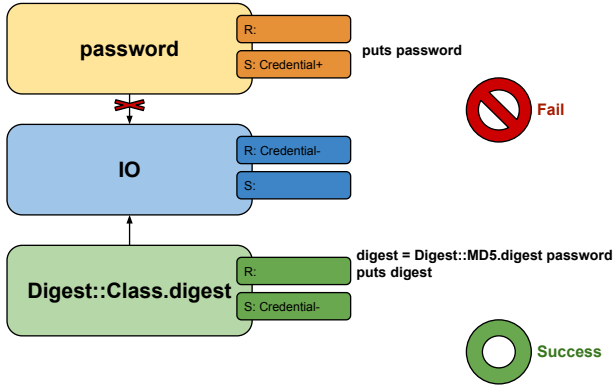 password
R:
S: Credential+
puts password
Fail
IO
R: Credential-
S:
Digest::Class.digest
R:
S: Credential-
digest = Digest::MD5.digest password
puts digest
Success